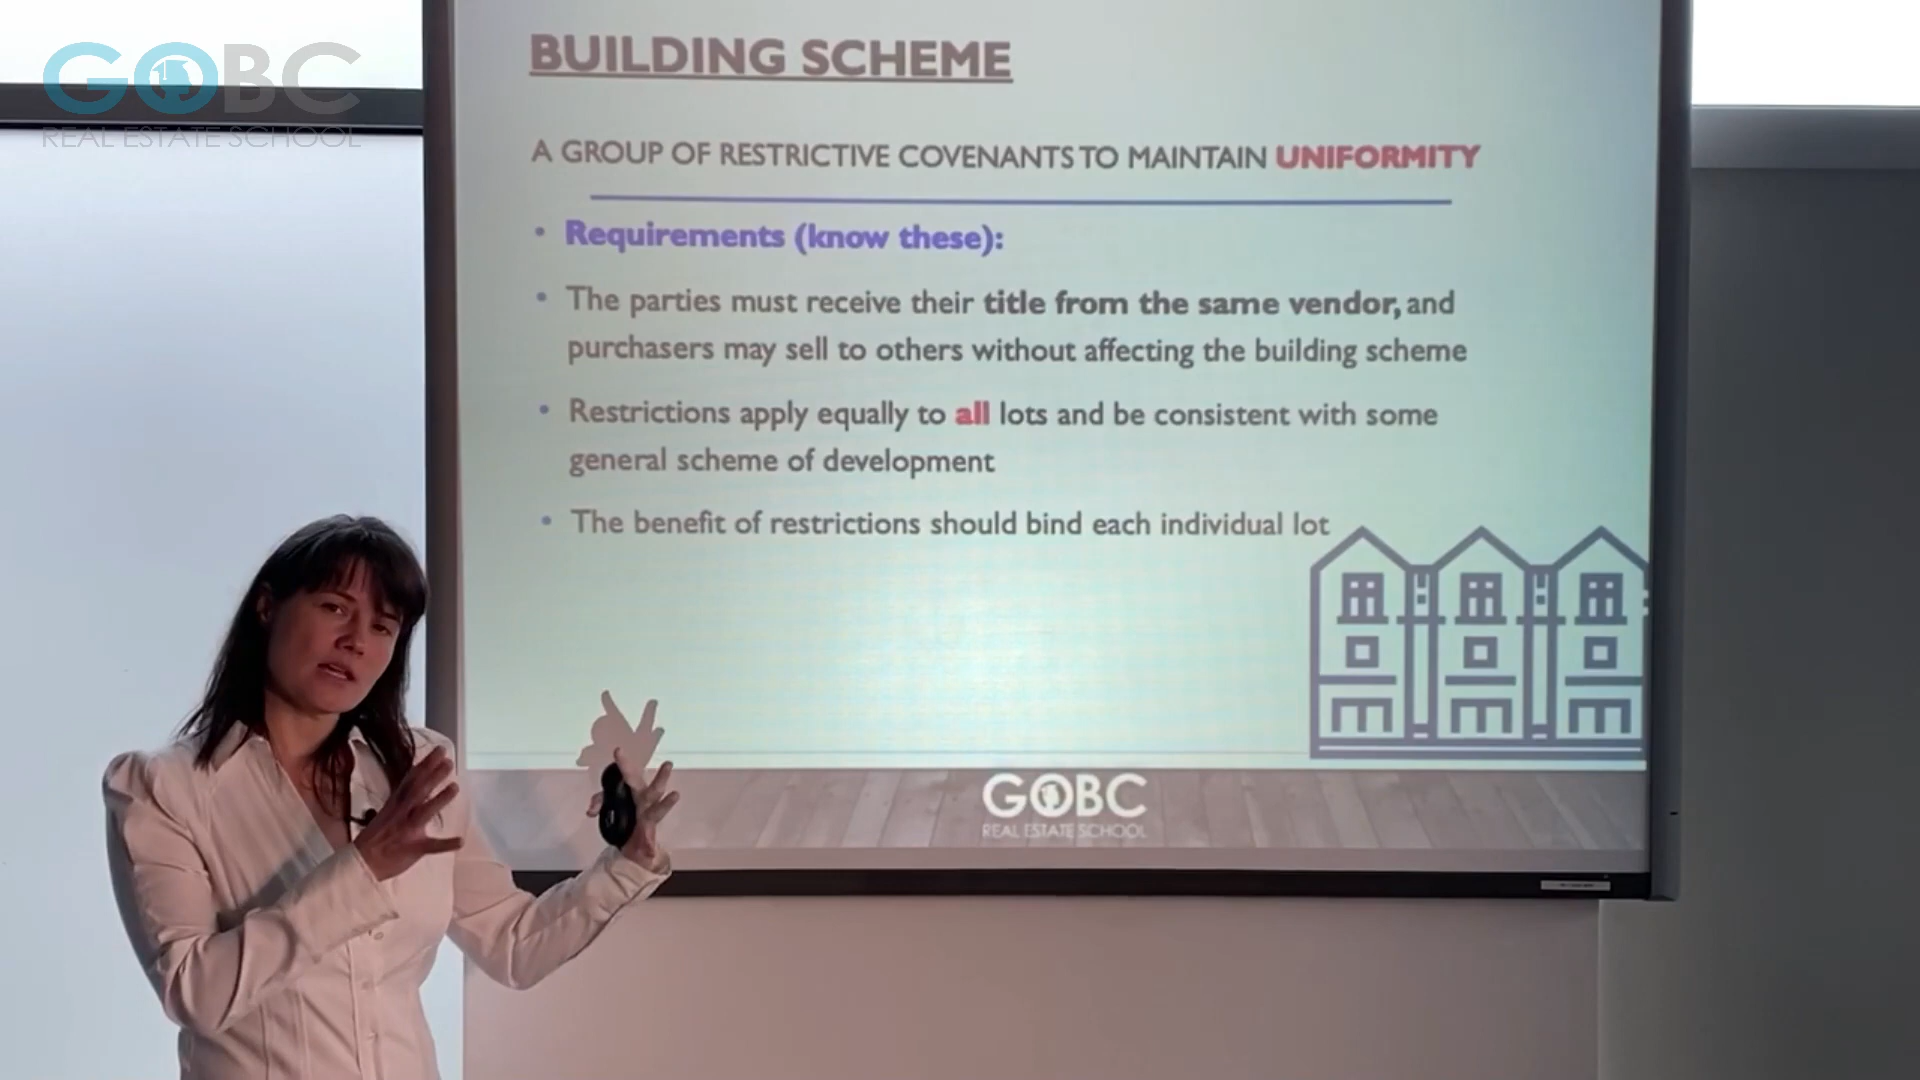 GOBC
REAL ESTATE SCHOOL
BUILDING SCHEME
A GROUP OF RESTRICTIVE COVENANTS TO MAINTAIN UNIFORMITY
• Requirements (know these):
• The parties must receive their title from the same vendor, and
purchasers may sell to others without affecting the building scheme
• Restrictions apply equally to all lots and be consistent with some
general scheme of development
• The benefit of restrictions should bind each individual lot
GOBC
REAL ESTATE SCHOOL